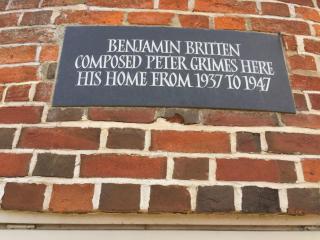 BENJAMIN BRITTEN
COMPOSED PETER GRIMES HERE
HIS HOME FROM 1937 TO 1947